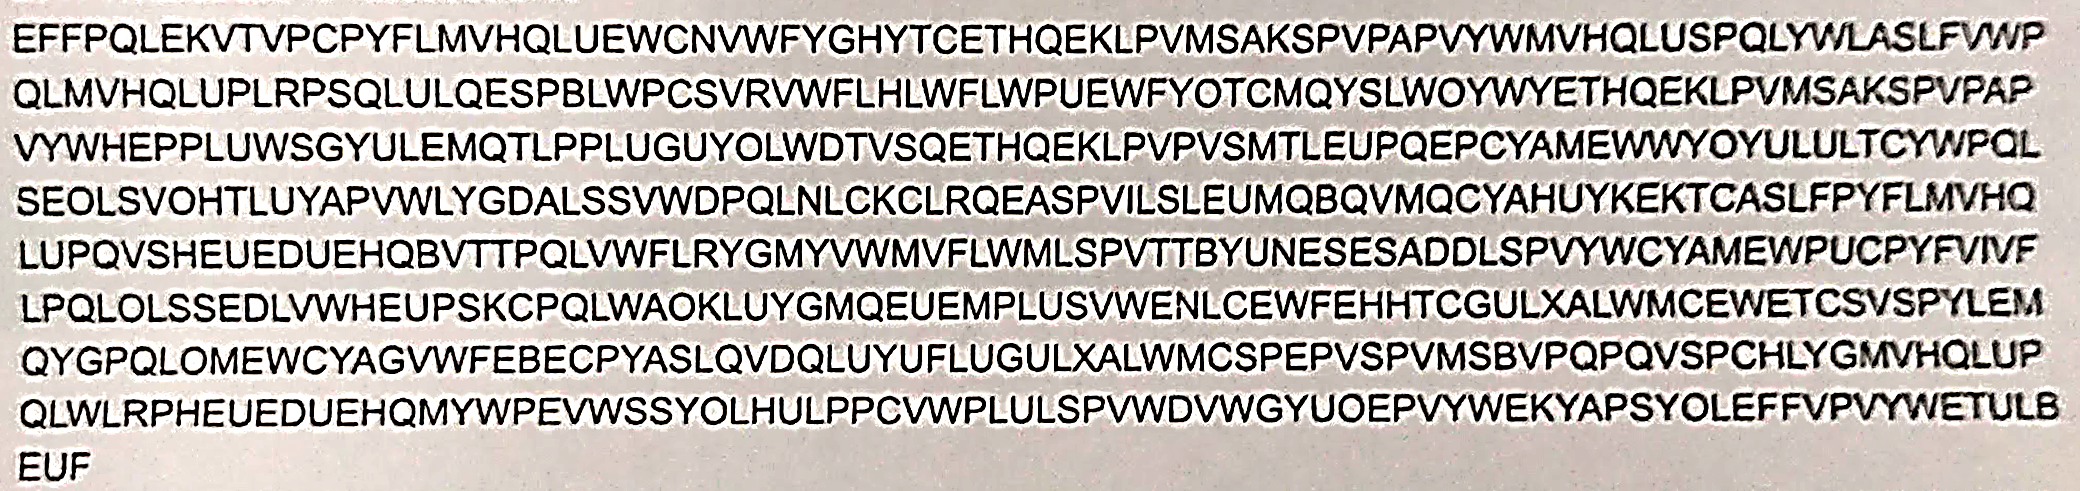 EFFPQLEKVTVPCPYFLMVHQLUEWCNVWFYGHYTCETHQEKLPVMSAKSPVPAPVYWMVHQLUSPQLYWLASLFVWP
QLMVHQLUPLRPSQLULQESPBLWPCSVRVWFLHLWFLWPUEWFYOTCMQYSLWOYWYETHQEKLPVMSAKSPVPAP
VYWHEPPLUWSGYULEMQTLPPLUGUYOLWDTVSQETHQEKLPVPVSMTLEUPQEPCYAMEWWYOYULULTCYWPQL
SEOLSVOHTLUYAPVWLYGDALSSVWDPQLNLCKCLRQEASPVILSLEUMQBQVMQCYAHUYKEKTCASLFPYFLMVHQ
LUPQVSHEUEDUEHQBVTTPQLVWFLRYGMYVWMVFLWMLSPVTTBYUNESESADDLSPVYWCYAMEWPUCPYFVIVF
LPQLOLSSEDLVWHEUPSKCPQLWAOKLUYGMQEUEMPLUSVWENLCEWFEHHTCGULXALWMCEWETCSVSPYLEM
QYGPQLOMEWCYAGVWFEBECPYASLQVDQLUYUFLUGULXALWMCSPEPVSPVMSBVPQPQVSPCHLYGMVHQLUP
QLWLRPHEUEDUEHQMYWPEVWSSYOLHULPPCVWPLULSPVWDVWGYUOEPVYWEKYAPSYOLEFFVPVYWETULB
EUF